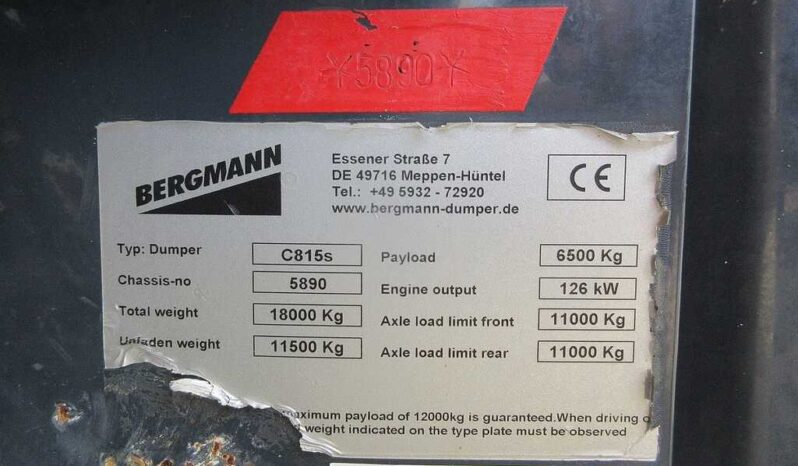 *5890*
BERGMANN
Essener Straße 7
DE 49716 Meppen-Hüntel
Tel.: +49 5932 - 72920
www.bergmann-dumper.de
CE
Typ: Dumper C815s
Chassis-no 5890
Total weight 18000 Kg
Unladen weight 11500 Kg
Payload 6500 Kg
Engine output 126 kW
Axle load limit front 11000 Kg
Axle load limit rear 11000 Kg
maximum payload of 12000kg is guaranteed.When driving
weight indicated on the type plate must be observed